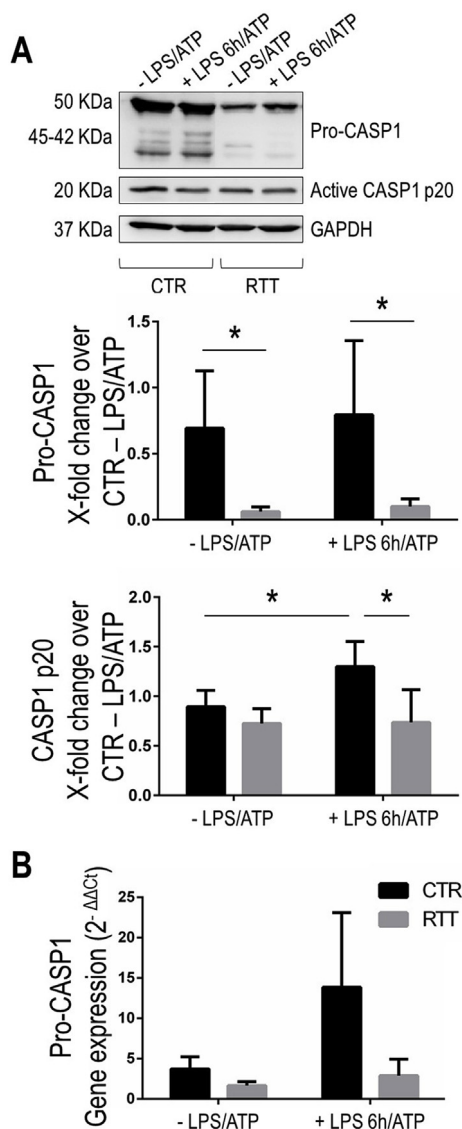 A
- LPS/ATP
+ LPS 6h/ATP
- LPS/ATP
+ LPS 6h/ATP
50 KDa
45-42 KDa
Pro-CASP1
20 KDa
Active CASP1 p20
37 KDa
GAPDH
CTR
RTT
Pro-CASP1
X-fold change over
CTR – LPS/ATP
1.5
1.0
0.5
0.0
*
*
- LPS/ATP
+ LPS 6h/ATP
CASP1 p20
X-fold change over
CTR – LPS/ATP
2.0
1.5
1.0
0.5
0.0
*
*
- LPS/ATP
+ LPS 6h/ATP
B
Pro-CASP1
Gene expression (2^- ΔΔCt)
25
20
15
10
5
0
CTR
RTT
- LPS/ATP
+ LPS 6h/ATP